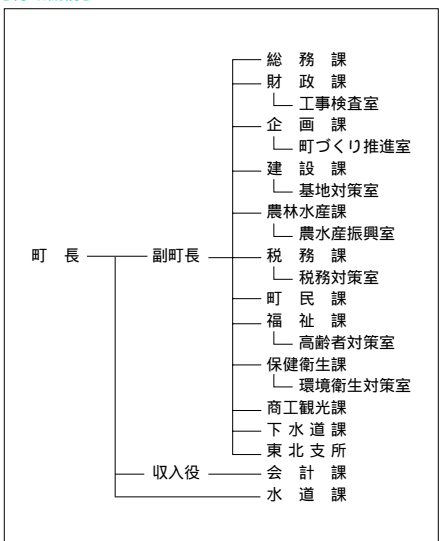 総務課
財政課
工事検査室
企画課
町づくり推進室
建設課
基地対策室
農林水産課
農水産振興室
町長 副町長 税務課
税務対策室
町民課
福祉課
高齢者対策室
保健衛生課
環境衛生対策室
商工観光課
下水道課
東北支所
収入役 会計課
水道課